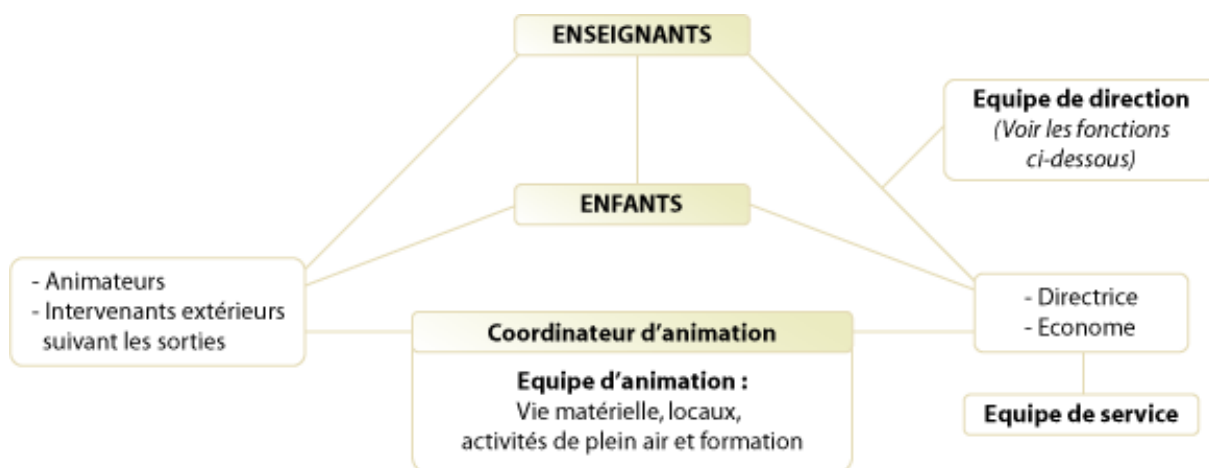 ENSEIGNANTS
Equipe de direction
(Voir les fonctions
ci-dessous)
ENFANTS
- Animateurs
- Intervenants extérieurs
suivant les sorties
- Directrice
- Econome
Coordinateur d’animation
Equipe d’animation :
Vie matérielle, locaux,
activités de plein air et formation
Equipe de service